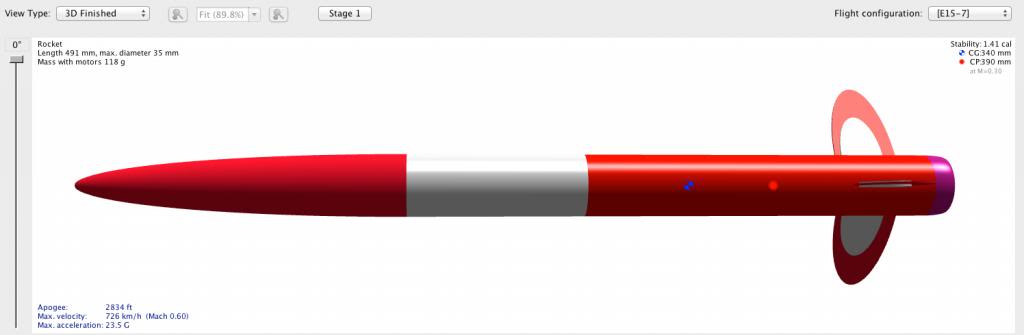 View Type: 3D Finished Fit (89.8%) Stage 1 Flight configuration: [E15-7]
0°
Rocket
Length 491 mm, max. diameter 35 mm
Mass with motors 118 g
Stability: 1.41 cal
CG:340 mm
CP:390 mm
at M=0.30
Apogee: 2834 ft
Max. velocity: 726 km/h (Mach 0.60)
Max. acceleration: 23.5 G